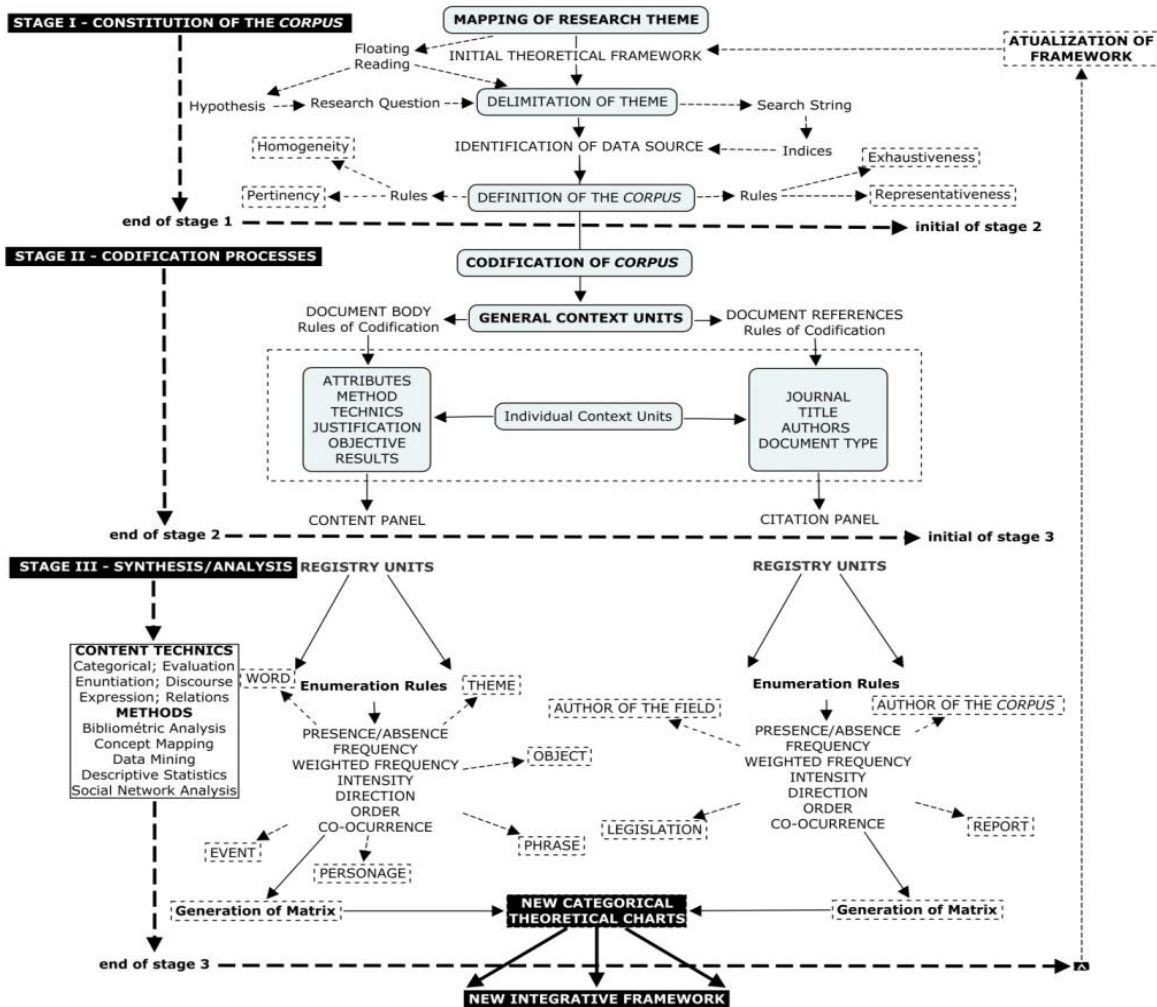 STAGE I - CONSTITUTION OF THE CORPUS
MAPPING OF RESEARCH THEME
Floating
Reading
INITIAL THEORETICAL FRAMEWORK
ATUALIZATION OF
FRAMEWORK
Hypothesis
Research Question
DELIMITATION OF THEME
Search String
Homogeneity
IDENTIFICATION OF DATA SOURCE
Indices
Exhaustiveness
Pertinency
Rules
DEFINITION OF THE CORPUS
Rules
Representativeness
end of stage 1
initial of stage 2
STAGE II - CODIFICATION PROCESSES
CODIFICATION OF CORPUS
DOCUMENT BODY
Rules of Codification
GENERAL CONTEXT UNITS
DOCUMENT REFERENCES
Rules of Codification
ATTRIBUTES
METHOD
TECHNICS
JUSTIFICATION
OBJECTIVE
RESULTS
Individual Context Units
JOURNAL
TITLE
AUTHORS
DOCUMENT TYPE
CONTENT PANEL
CITATION PANEL
end of stage 2
initial of stage 3
STAGE III - SYNTHESIS/ANALYSIS
REGISTRY UNITS
REGISTRY UNITS
CONTENT TECHNICS
Categorical; Evaluation
Enuntiation; Discourse
Expression; Relations
METHODS
Bibliométric Analysis
Concept Mapping
Data Mining
Descriptive Statistics
Social Network Analysis
WORD
Enumeration Rules
THEME
PRESENCE/ABSENCE
FREQUENCY
WEIGHTED FREQUENCY
INTENSITY
DIRECTION
ORDER
CO-OCURRENCE
OBJECT
EVENT
PERSONAGE
PHRASE
Enumeration Rules
AUTHOR OF THE FIELD
AUTHOR OF THE CORPUS
PRESENCE/ABSENCE
FREQUENCY
WEIGHTED FREQUENCY
INTENSITY
DIRECTION
ORDER
CO-OCURRENCE
LEGISLATION
REPORT
Generation of Matrix
NEW CATEGORICAL
THEORETICAL CHARTS
Generation of Matrix
end of stage 3
NEW INTEGRATIVE FRAMEWORK